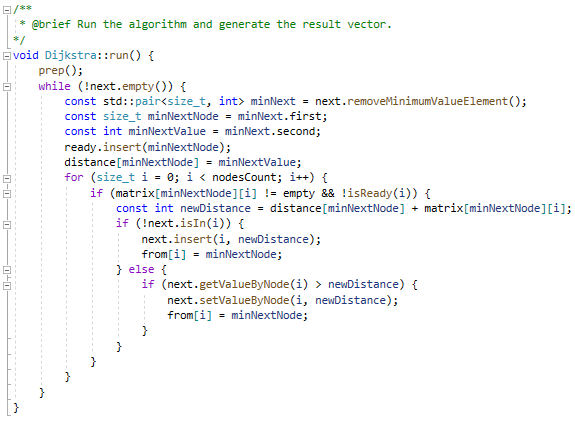 /**
 * @brief Run the algorithm and generate the result vector.
*/
void Dijkstra::run() {
    prep();
    while (!next.empty()) {
        const std::pair<size_t, int> minNext = next.removeMinimumValueElement();
        const size_t minNextNode = minNext.first;
        const int minNextValue = minNext.second;
        ready.insert(minNextNode);
        distance[minNextNode] = minNextValue;
        for (size_t i = 0; i < nodesCount; i++) {
            if (matrix[minNextNode][i] != empty && !isReady(i)) {
                const int newDistance = distance[minNextNode] + matrix[minNextNode][i];
                if (!next.isIn(i)) {
                    next.insert(i, newDistance);
                    from[i] = minNextNode;
                } else {
                    if (next.getValueByNode(i) > newDistance) {
                        next.setValueByNode(i, newDistance);
                        from[i] = minNextNode;
                    }
                }
            }
        }
    }
}